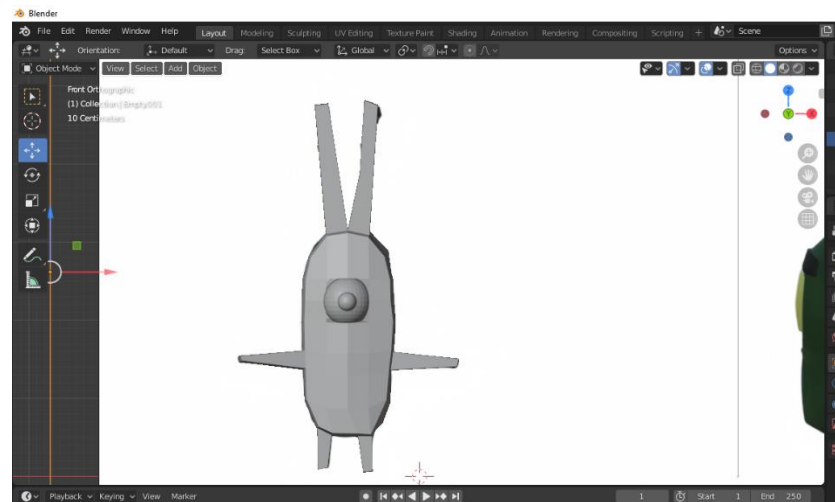 Blender
File Edit Render Window Help Layout Modeling Sculpting UV Editing Texture Paint Shading Animation Rendering Compositing Scripting + Scene
Orientation: Default Drag: Select Box Global Options
Object Mode View Select Add Object
Front Orthographic
(1) Collection | Empty.001
10 Centimeters
Z
Y
X
Playback Keying View Marker 1 Start 1 End 250